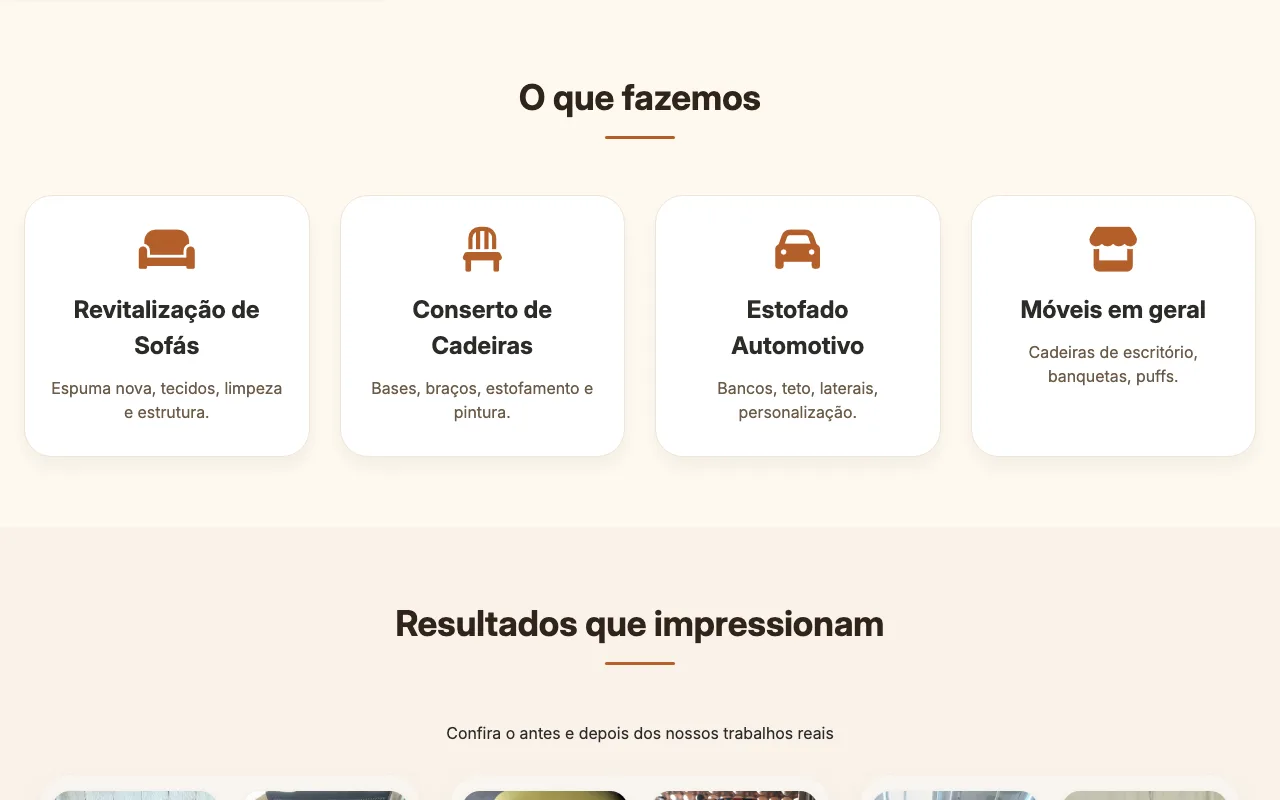 O que fazemos
Revitalização de
Sofás
Espuma nova, tecidos, limpeza
e estrutura.
Conserto de
Cadeiras
Bases, braços, estofamento e
pintura.
Estofado
Automotivo
Bancos, teto, laterais,
personalização.
Móveis em geral
Cadeiras de escritório,
banquetas, puffs.
Resultados que impressionam
Confira o antes e depois dos nossos trabalhos reais